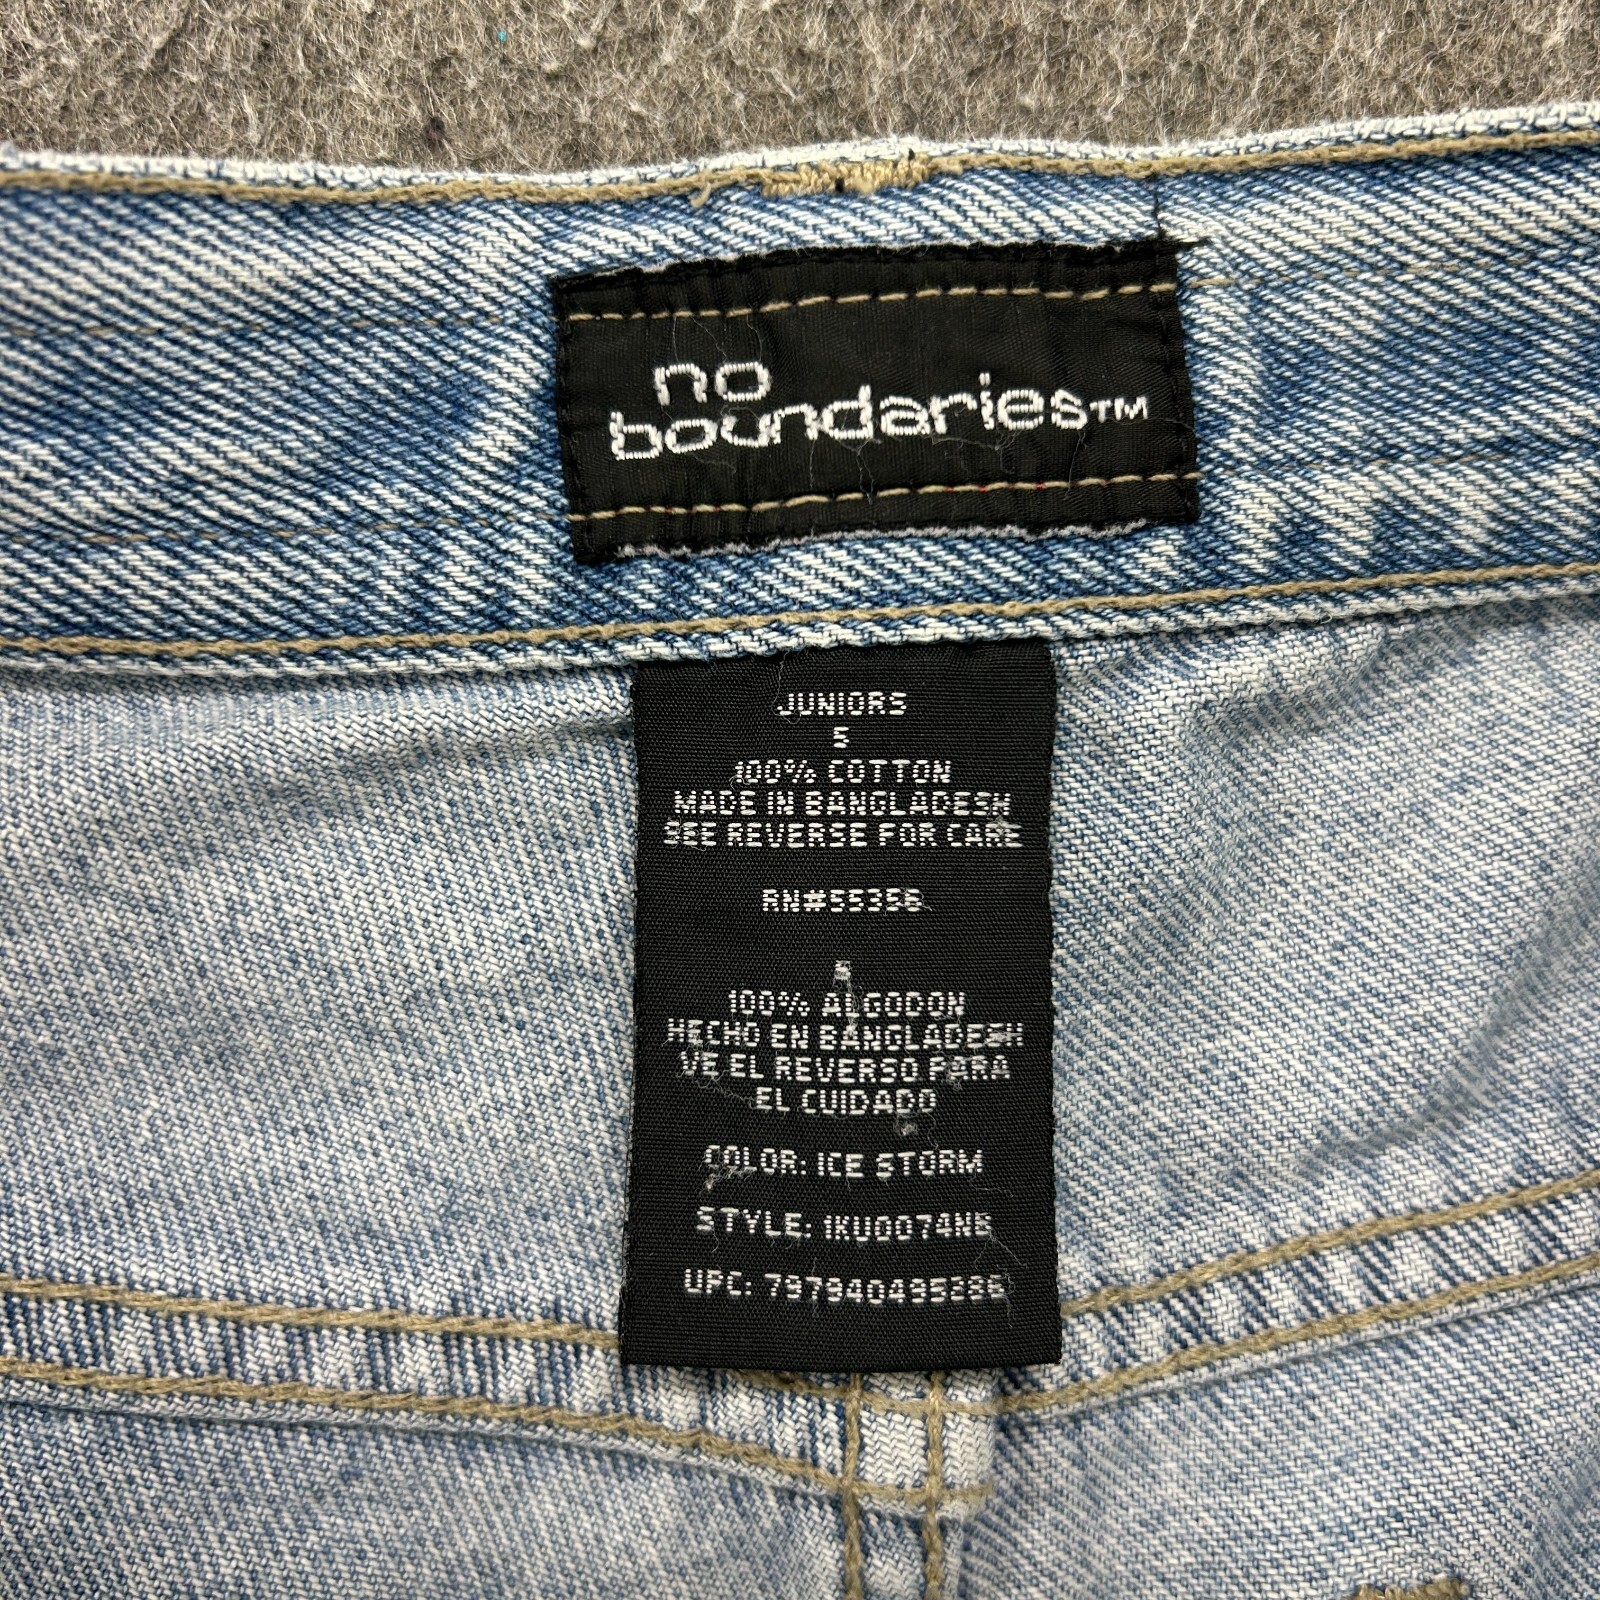 no
boundaries™
JUNIORS
5
100% COTTON
MADE IN BANGLADESH
SEE REVERSE FOR CARE
RN#55356
5
100% ALGODON
HECHO EN BANGLADESH
VE EL REVERSO PARA
EL CUIDADO
COLOR: ICE STORM
STYLE: 1KU0074NB
UPC: